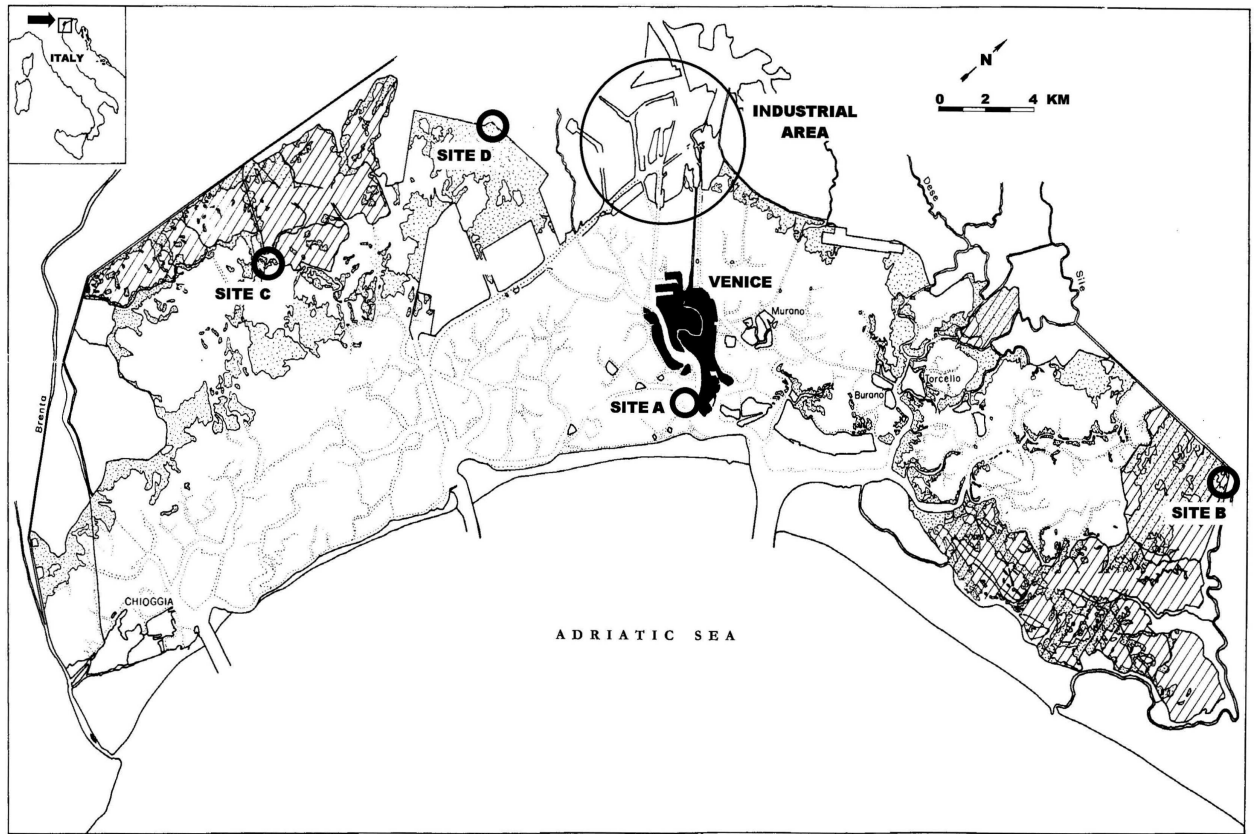 ITALY
N
0 2 4 KM
INDUSTRIAL
AREA
SITE D
Dese
Sile
SITE C
VENICE
Murano
Torcello
Burano
SITE A
Brenta
SITE B
CHIOGGIA
ADRIATIC SEA